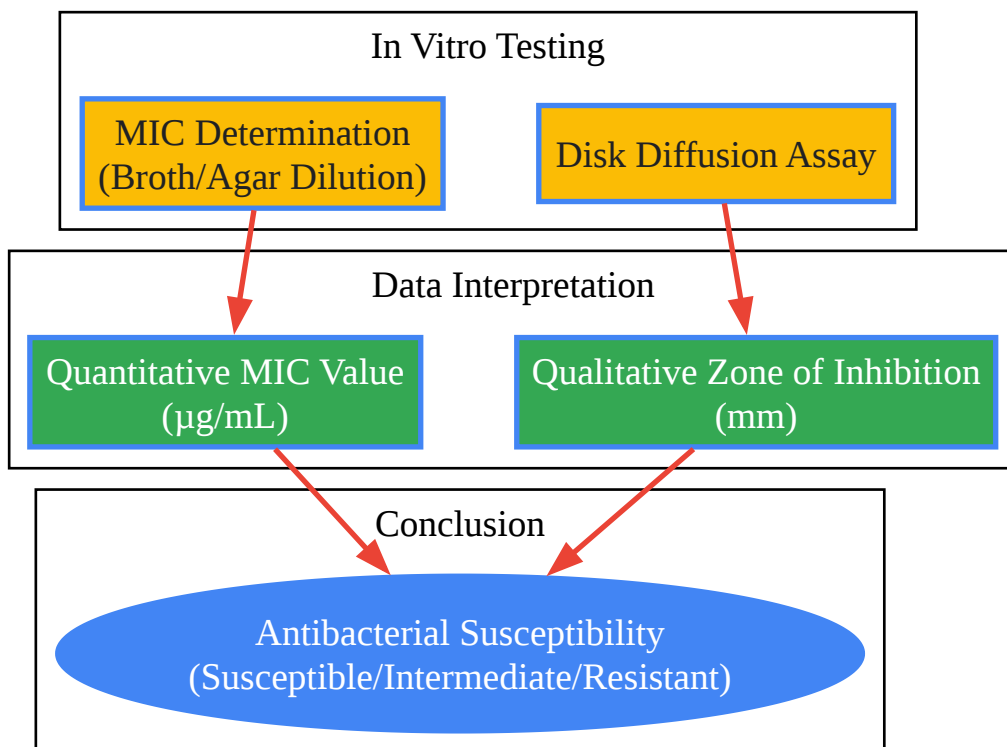 In Vitro Testing
MIC Determination
(Broth/Agar Dilution)
Disk Diffusion Assay
Data Interpretation
Quantitative MIC Value
(µg/mL)
Qualitative Zone of Inhibition
(mm)
Conclusion
Antibacterial Susceptibility
(Susceptible/Intermediate/Resistant)